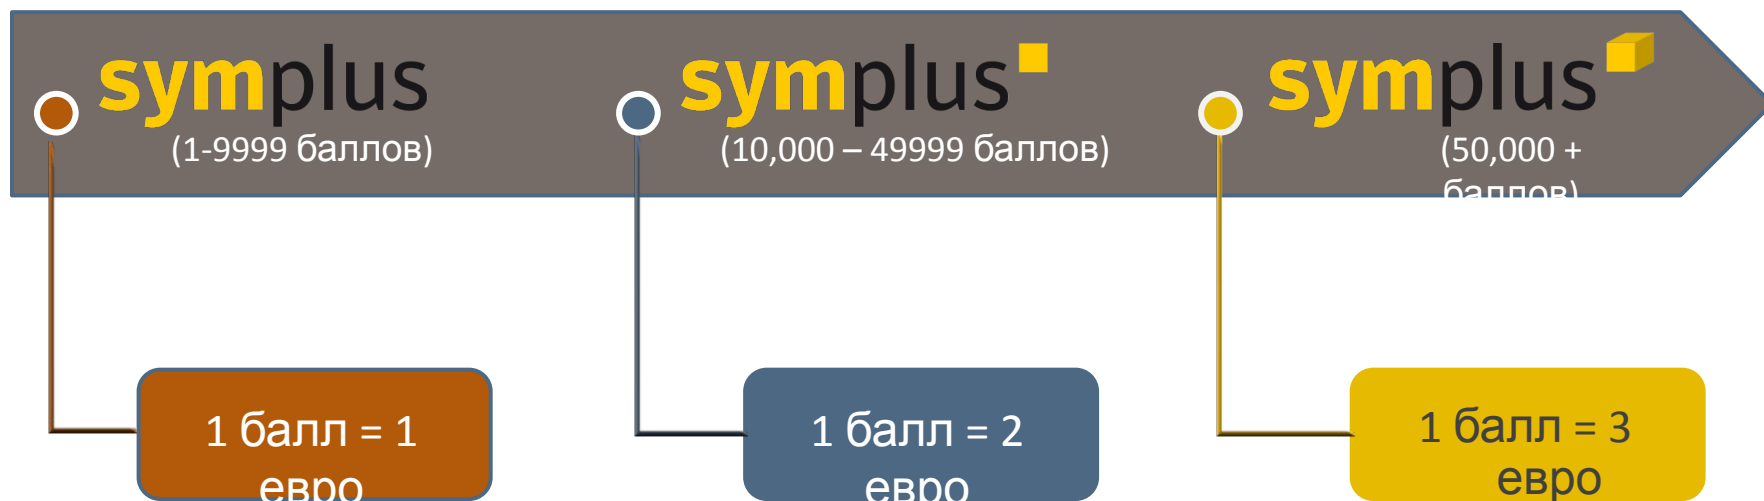 symplus
(1-9999 баллов)
symplus
(10,000 – 49999 баллов)
symplus
(50,000 +
баллов)
1 балл = 1
евро
1 балл = 2
евро
1 балл = 3
евро